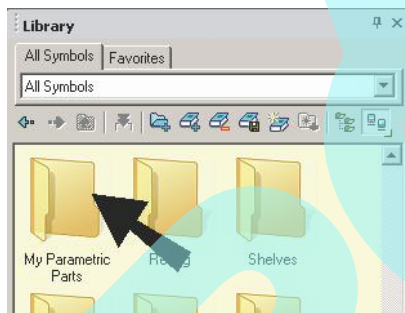 Library
All Symbols Favorites
All Symbols
My Parametric Shelves
Parts